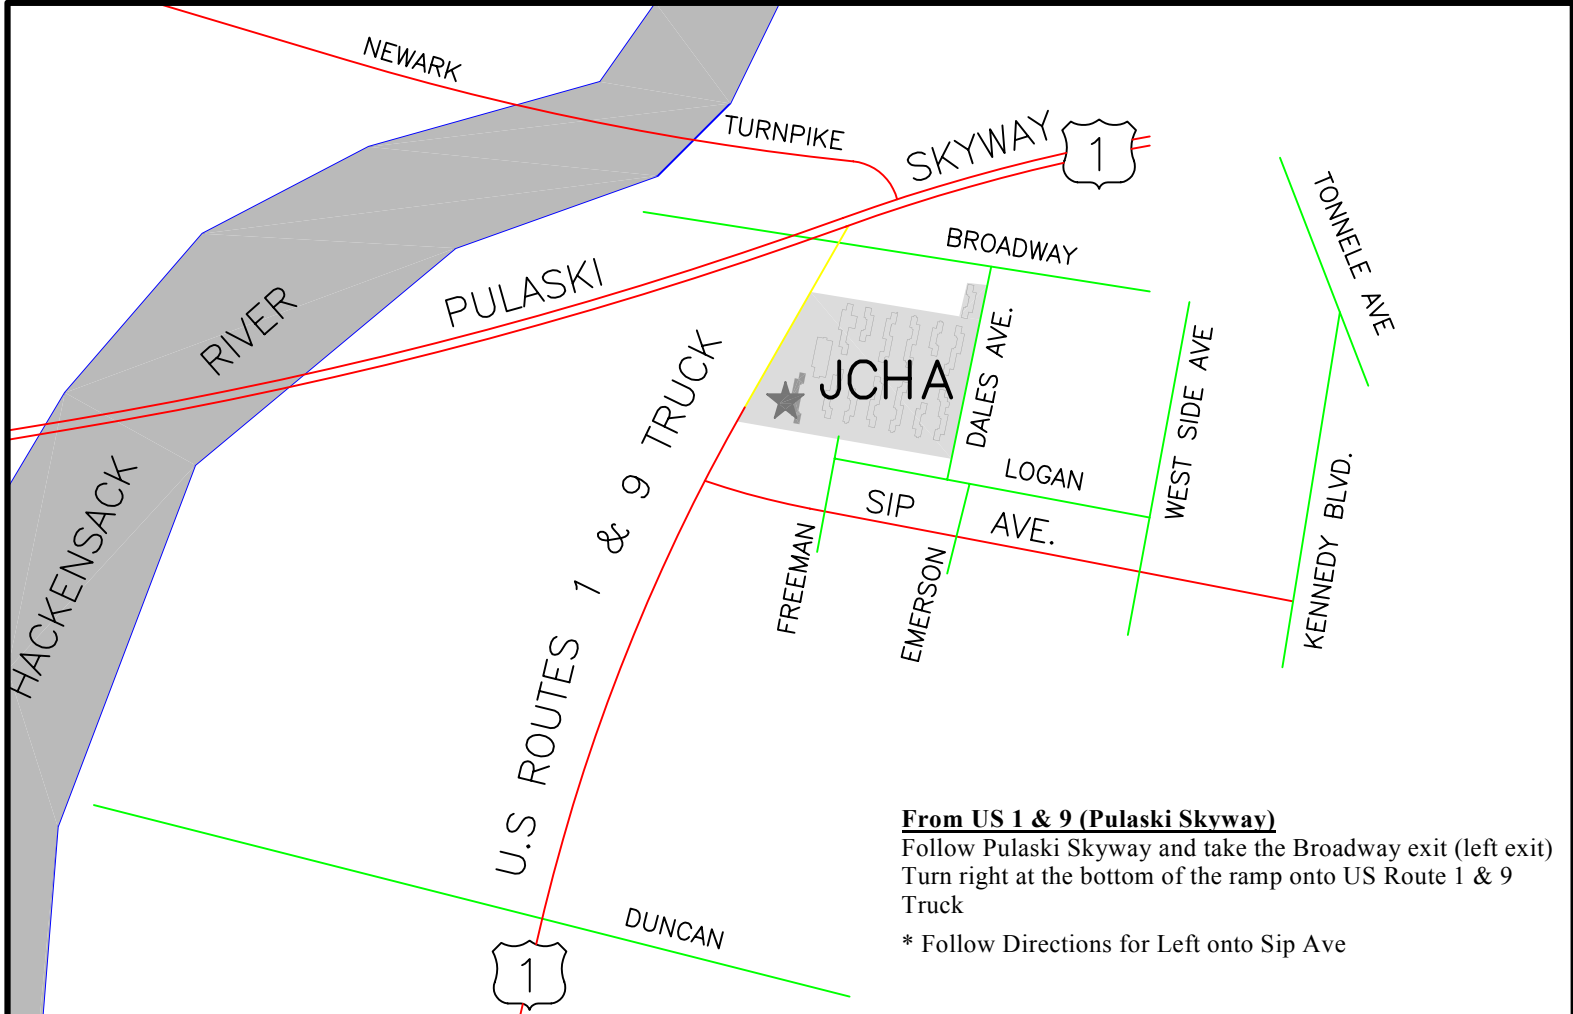 NEWARK
TURNPIKE
SKYWAY
1
TONNELE AVE
BROADWAY
PULASKI
RIVER
DALES AVE.
WEST SIDE AVE
JCHA
U.S ROUTES 1 & 9 TRUCK
HACKENSACK
LOGAN
SIP AVE.
KENNEDY BLVD.
FREEMAN
EMERSON
From US 1 & 9 (Pulaski Skyway)
Follow Pulaski Skyway and take the Broadway exit (left exit)
Turn right at the bottom of the ramp onto US Route 1 & 9
Truck
* Follow Directions for Left onto Sip Ave
DUNCAN
1